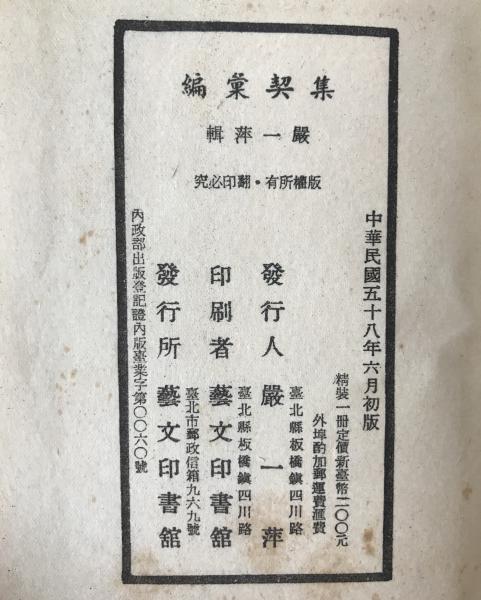 集契彙編
嚴一萍輯
版權所有・翻印必究
中華民國五十八年六月初版
精裝一冊定價新臺幣二〇〇元
外埠酌加郵運費滙費
發行人嚴一萍
臺北縣板橋鎮四川路
印刷者藝文印書館
臺北縣板橋鎮四川路
發行所藝文印書館
臺北市郵政信箱九六九號
內政部出版登記證內版臺業字第〇〇六〇號